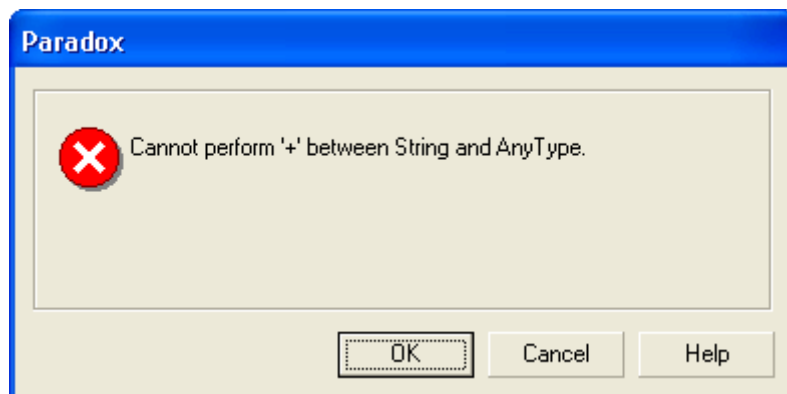 Paradox
Cannot perform '+' between String and AnyType.
OK
Cancel
Help